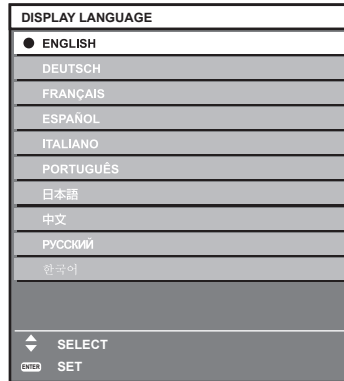 DISPLAY LANGUAGE
ENGLISH
DEUTSCH
FRANÇAIS
ESPAÑOL
ITALIANO
PORTUGUÊS
日本語
中文
РУССКИЙ
한국어
SELECT
ENTER SET